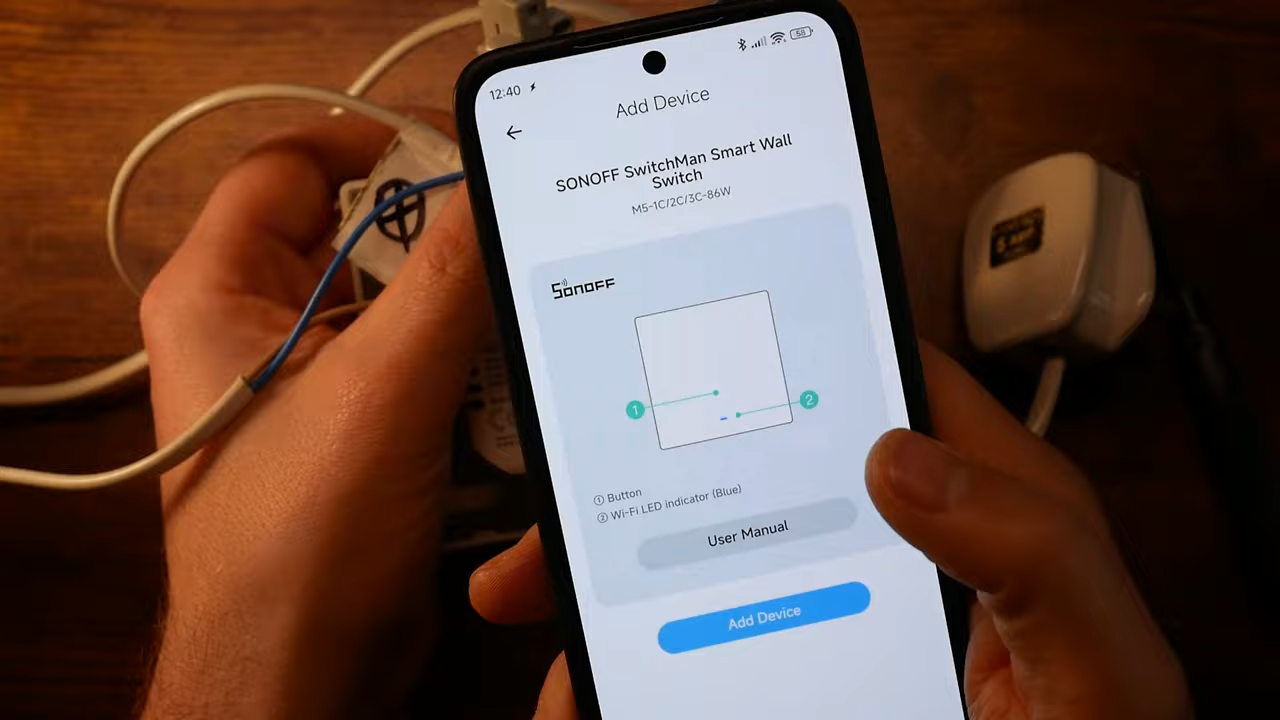 12:40
58
Add Device
SONOFF SwitchMan Smart Wall
Switch
M5-1C/2C/3C-86W
SONOFF
1
2
① Button
② Wi-Fi LED indicator (Blue)
User Manual
Add Device